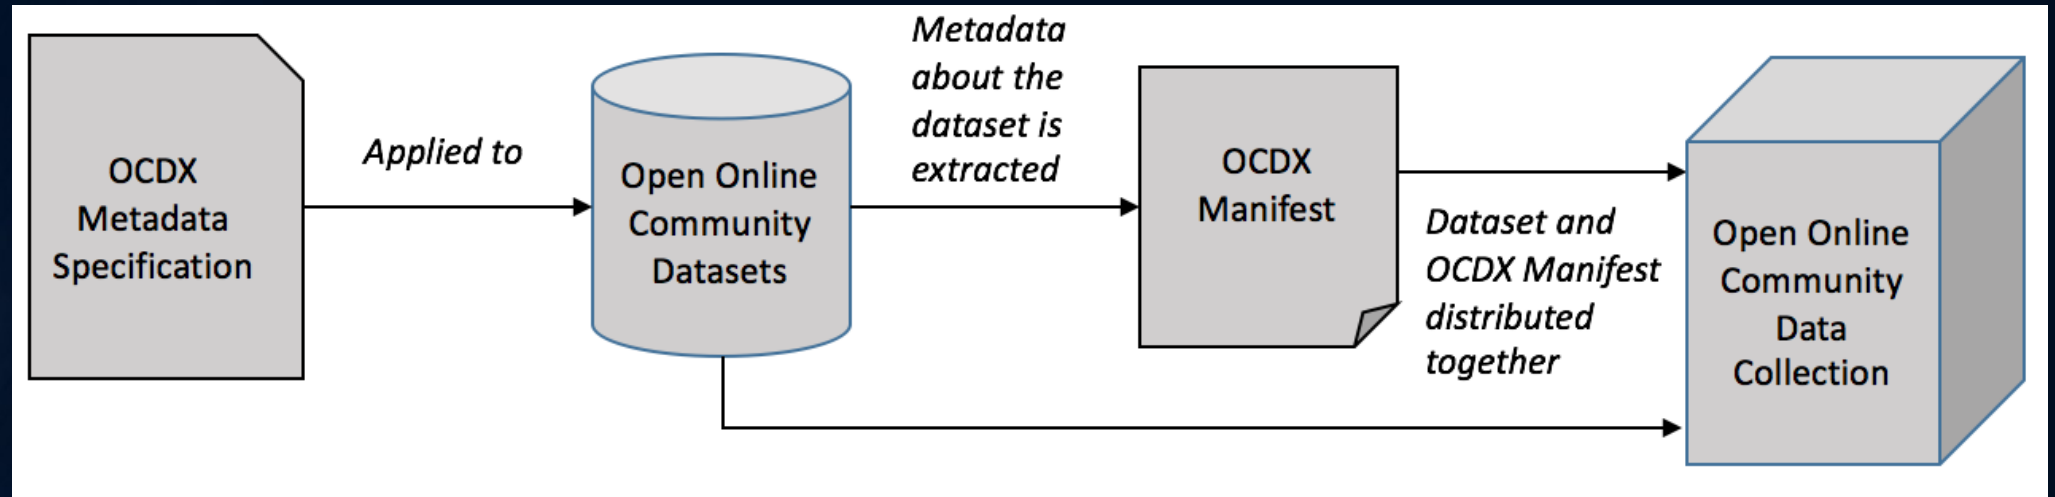 OCDX
Metadata
Specification
Applied to
Open Online
Community
Datasets
Metadata
about the
dataset is
extracted
OCDX
Manifest
Dataset and
OCDX Manifest
distributed
together
Open Online
Community
Data
Collection